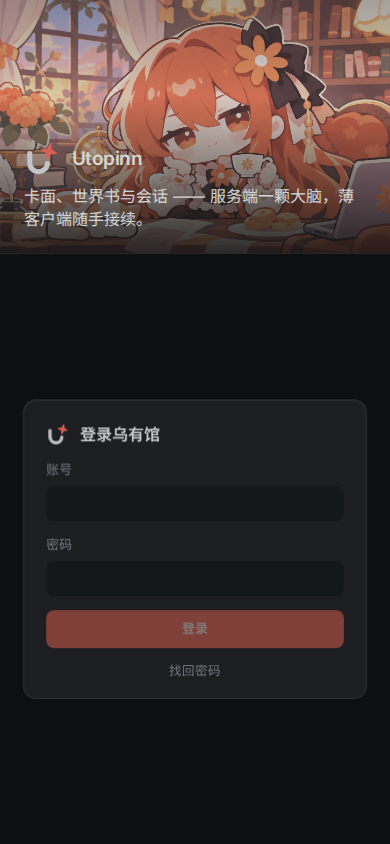 Utopinn
卡面、世界书与会话 —— 服务端一颗大脑，薄
客户端随手接续。
登录乌有馆
账号
密码
登录
找回密码